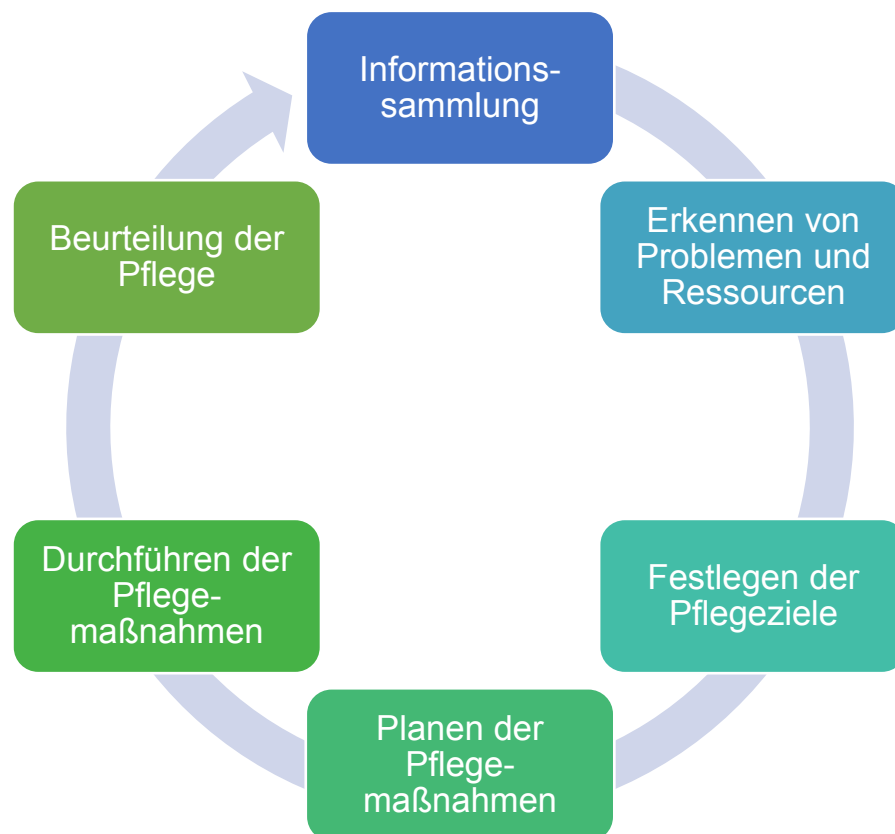 Informations-
sammlung
Erkennen von
Problemen und
Ressourcen
Festlegen der
Pflegeziele
Planen der
Pflege-
maßnahmen
Durchführen der
Pflege-
maßnahmen
Beurteilung der
Pflege